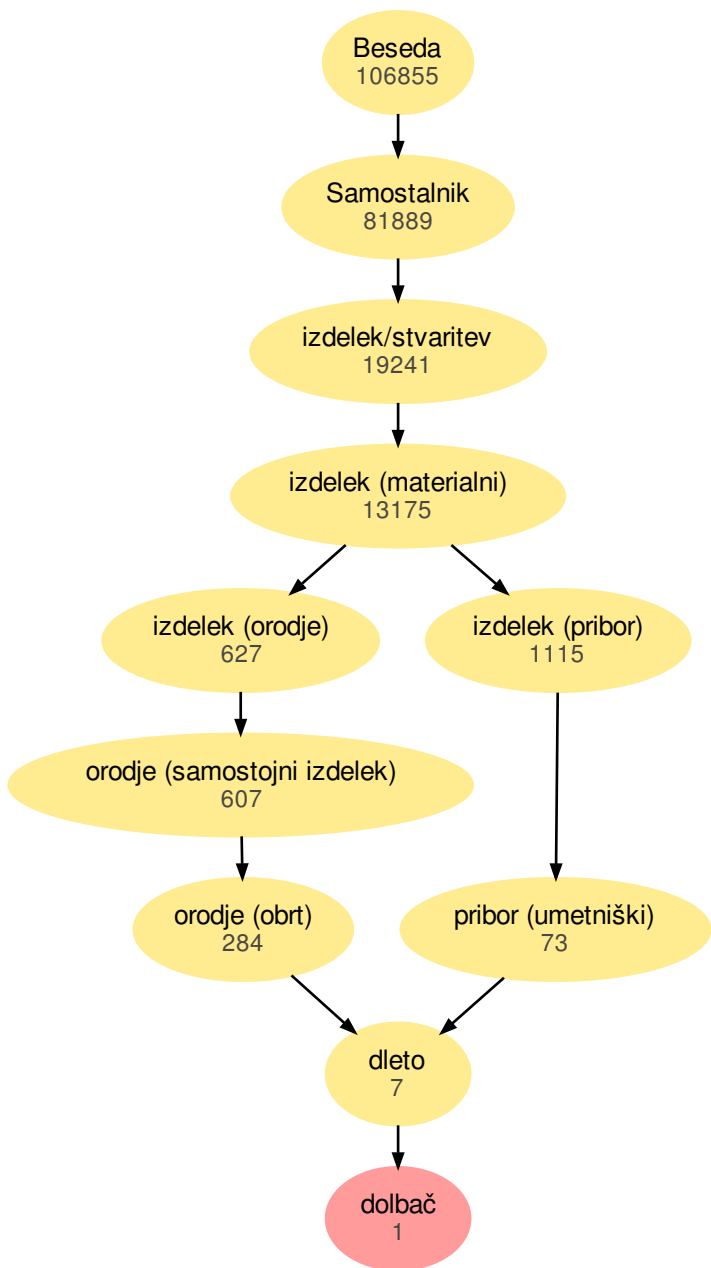 Beseda
106855
Samostalnik
81889
izdelek/stvaritev
19241
izdelek (materialni)
13175
izdelek (orodje)
627
izdelek (pribor)
1115
orodje (samostojni izdelek)
607
orodje (obrt)
284
pribor (umetniški)
73
dleto
7
dolbač
1